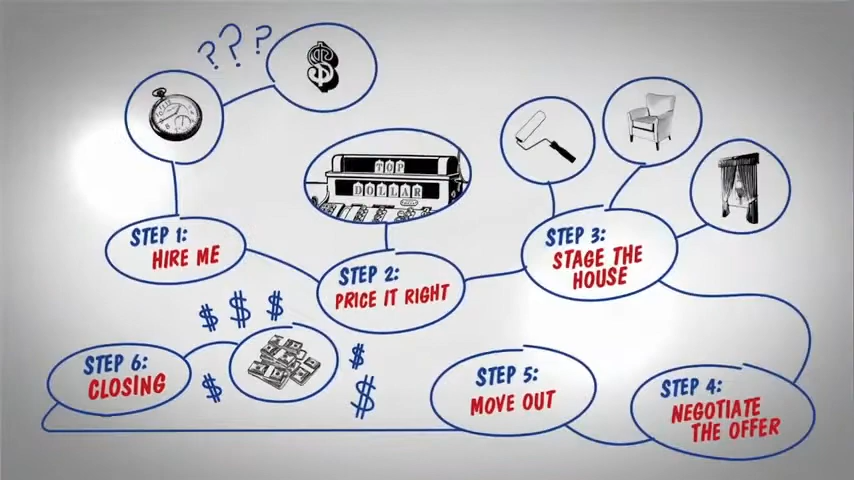 ? ? ?
$
TOP
DOLLAR
STEP 1:
HIRE ME
STEP 2:
PRICE IT RIGHT
STEP 3:
STAGE THE
HOUSE
$ $ $
$
$
$
STEP 6:
CLOSING
STEP 5:
MOVE OUT
STEP 4:
NEGOTIATE
THE OFFER